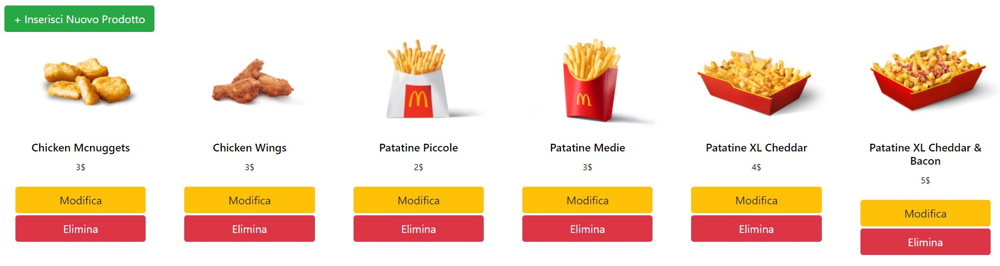 + Inserisci Nuovo Prodotto
Chicken Mcnuggets
3$
Modifica
Elimina
Chicken Wings
3$
Modifica
Elimina
Patatine Piccole
2$
Modifica
Elimina
Patatine Medie
3$
Modifica
Elimina
Patatine XL Cheddar
4$
Modifica
Elimina
Patatine XL Cheddar &
Bacon
5$
Modifica
Elimina